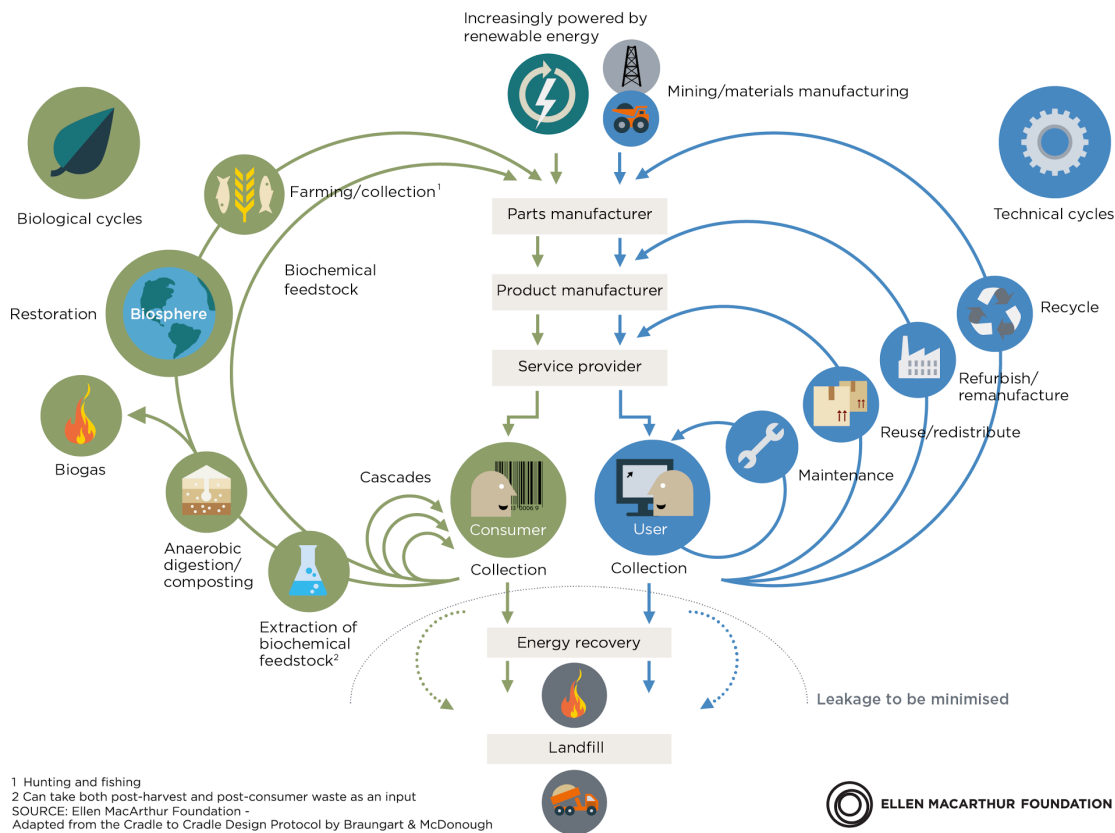 Increasingly powered by
renewable energy
Mining/materials manufacturing
Biological cycles
Technical cycles
Farming/collection¹
Parts manufacturer
Biochemical
feedstock
Product manufacturer
Restoration
Biosphere
Recycle
Service provider
Refurbish/
remanufacture
Reuse/redistribute
Biogas
Cascades
Maintenance
Consumer
User
Anaerobic
digestion/
composting
Collection
Collection
Extraction of
biochemical
feedstock²
Energy recovery
Leakage to be minimised
Landfill
1 Hunting and fishing
2 Can take both post-harvest and post-consumer waste as an input
SOURCE: Ellen MacArthur Foundation -
Adapted from the Cradle to Cradle Design Protocol by Braungart & McDonough
ELLEN MACARTHUR FOUNDATION